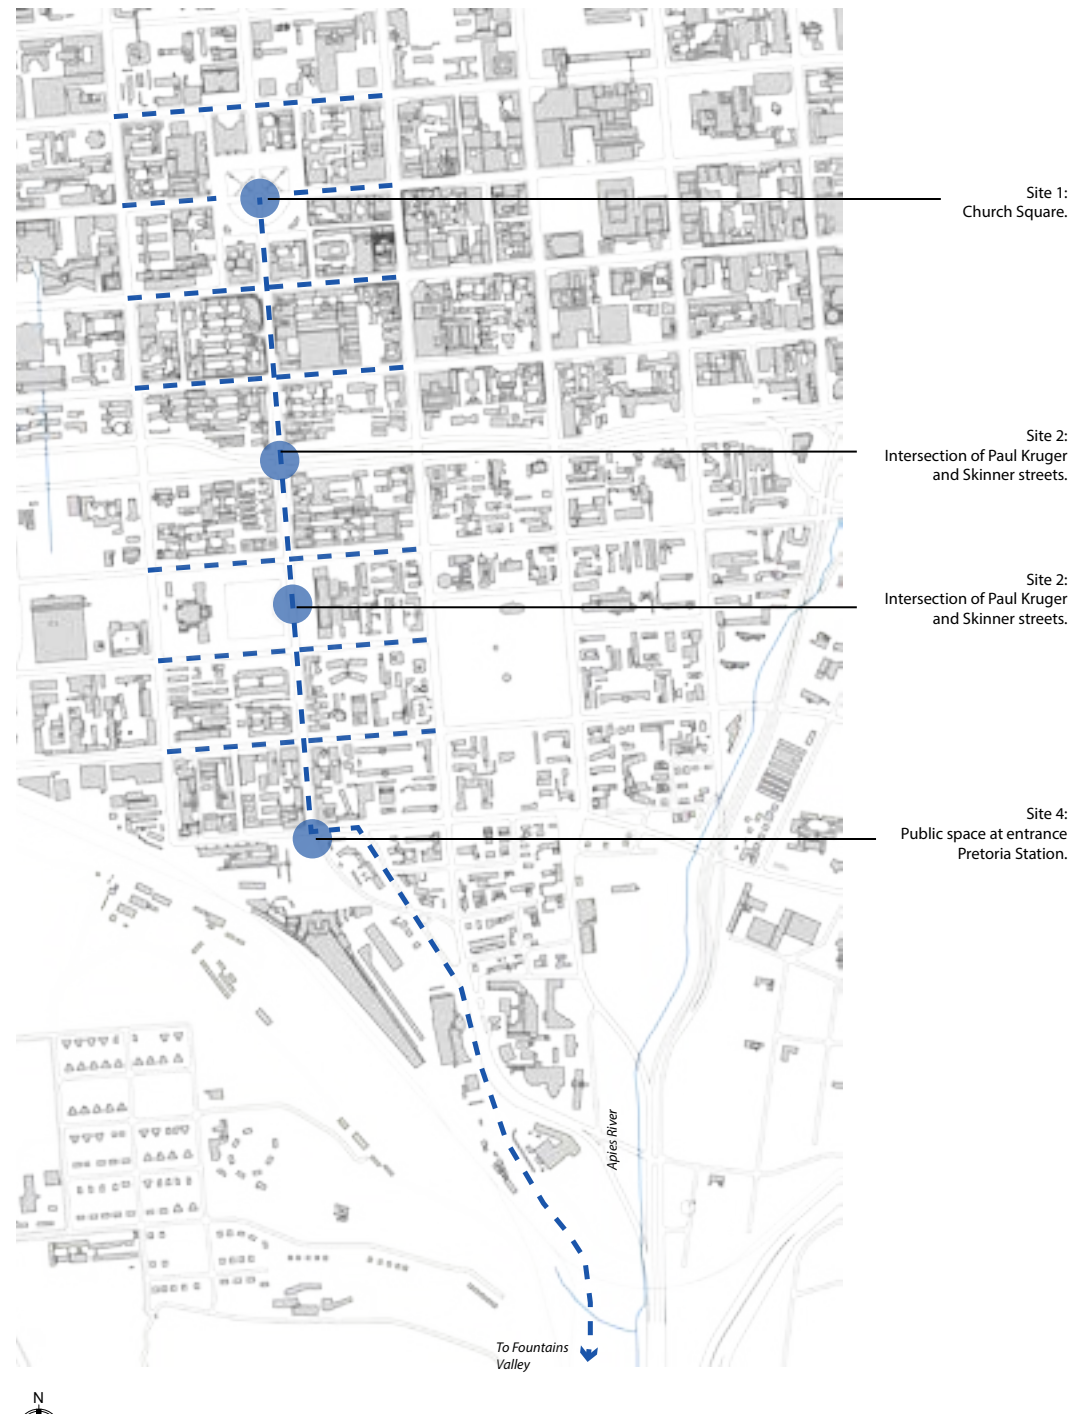 Site 1:
Church Square.
Site 2:
Intersection of Paul Kruger
and Skinner streets.
Site 2:
Intersection of Paul Kruger
and Skinner streets.
Site 4:
Public space at entrance
Pretoria Station.
Apies River
To Fountains
Valley
N